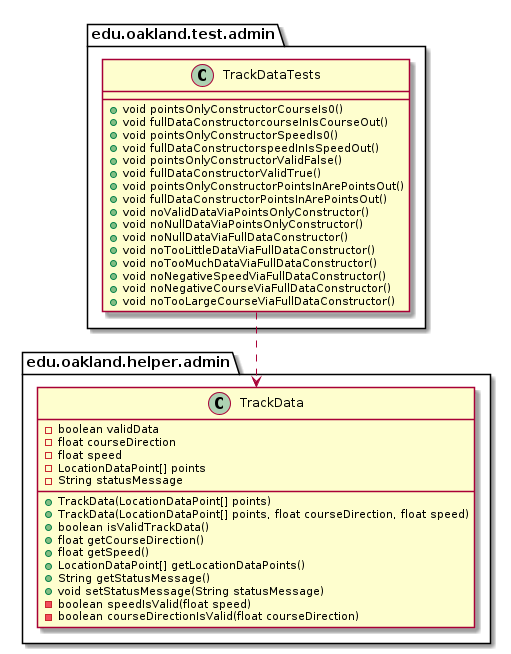 edu.oakland.test.admin
C TrackDataTests
void pointsOnlyConstructorCourseIs0()
void fullDataConstructorcourseInIsCourseOut()
void pointsOnlyConstructorSpeedIs0()
void fullDataConstructorspeedInIsSpeedOut()
void pointsOnlyConstructorValidFalse()
void fullDataConstructorValidTrue()
void pointsOnlyConstructorPointsInArePointsOut()
void fullDataConstructorPointsInArePointsOut()
void noValidDataViaPointsOnlyConstructor()
void noNullDataViaPointsOnlyConstructor()
void noNullDataViaFullDataConstructor()
void noTooLittleDataViaFullDataConstructor()
void noTooMuchDataViaFullDataConstructor()
void noNegativeSpeedViaFullDataConstructor()
void noNegativeCourseViaFullDataConstructor()
void noTooLargeCourseViaFullDataConstructor()
edu.oakland.helper.admin
C TrackData
boolean validData
float courseDirection
float speed
LocationDataPoint[] points
String statusMessage
TrackData(LocationDataPoint[] points)
TrackData(LocationDataPoint[] points, float courseDirection, float speed)
boolean isValidTrackData()
float getCourseDirection()
float getSpeed()
LocationDataPoint[] getLocationDataPoints()
String getStatusMessage()
void setStatusMessage(String statusMessage)
boolean speedIsValid(float speed)
boolean courseDirectionIsValid(float courseDirection)